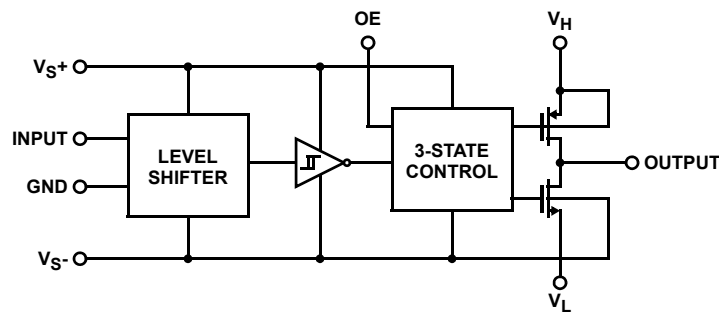 OE
V_H
V_S+
INPUT
GND
V_S-
LEVEL
SHIFTER
3-STATE
CONTROL
OUTPUT
V_L